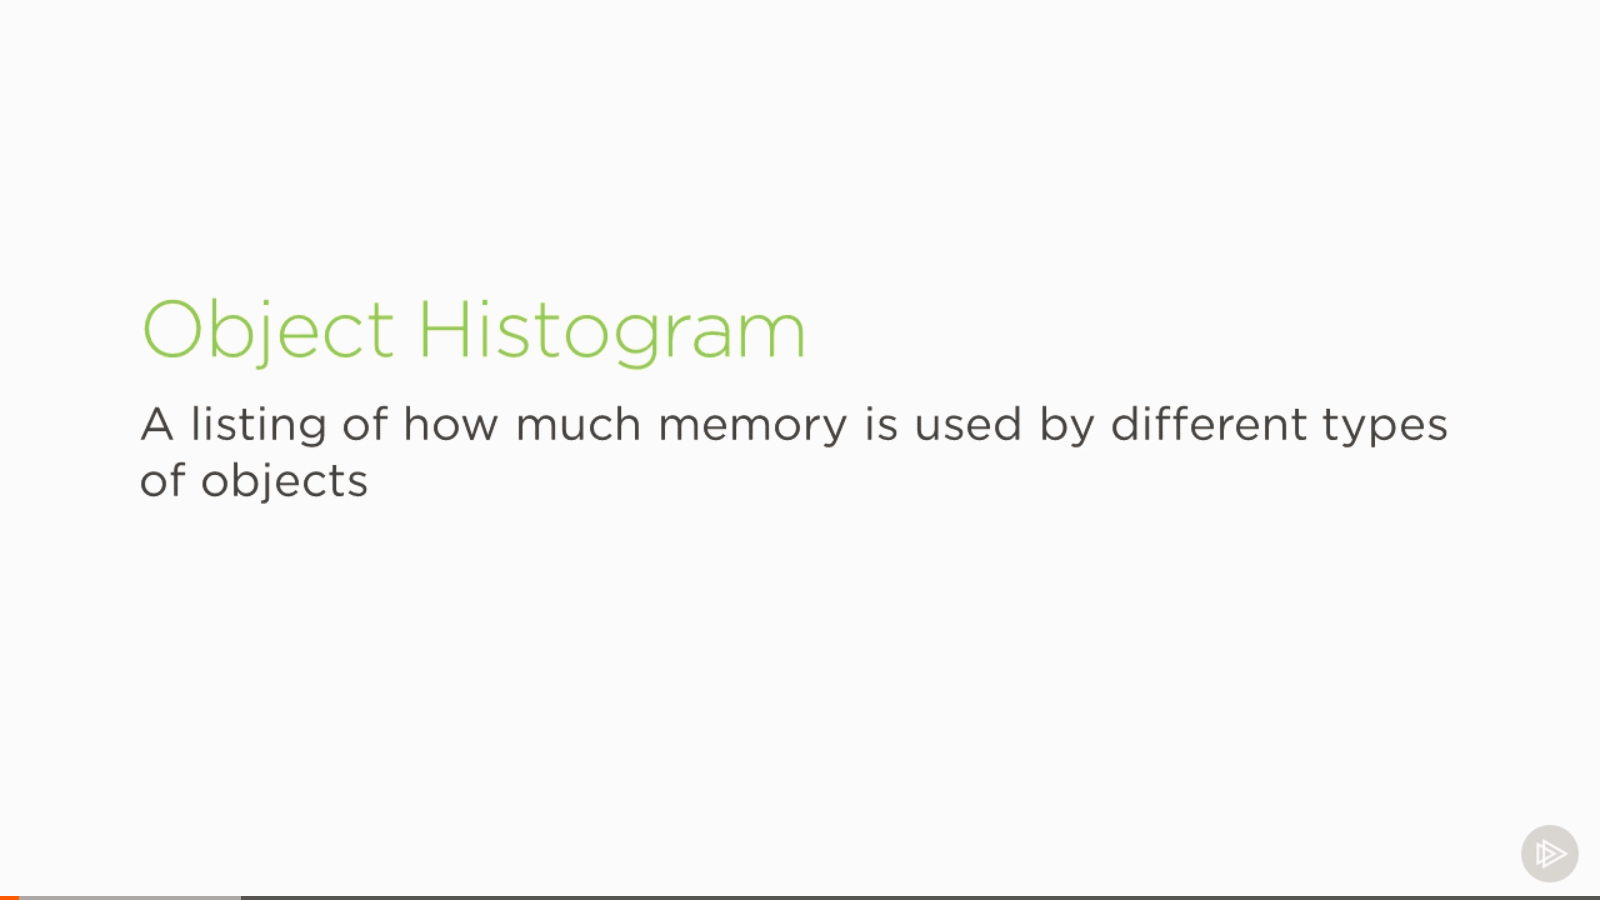 Object Histogram
A listing of how much memory is used by different types
of objects